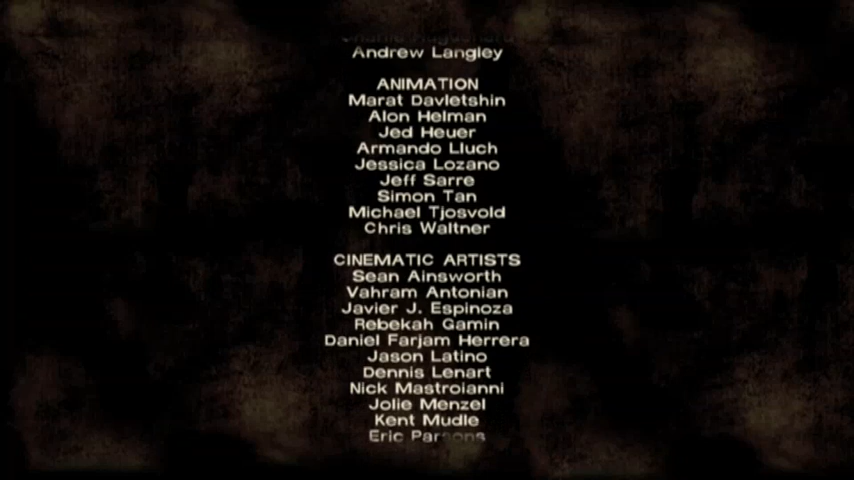 Andrew Langley
ANIMATION
Marat Davletshin
Alon Helman
Jed Heuer
Armando Lluch
Jessica Lozano
Jeff Sarre
Simon Tan
Michael Tjosvold
Chris Waltner
CINEMATIC ARTISTS
Sean Ainsworth
Vahram Antonian
Javier J. Espinoza
Rebekah Gamin
Daniel Farjam Herrera
Jason Latino
Dennis Lenart
Nick Mastroianni
Jolie Menzel
Kent Mudle
Eric Parsons